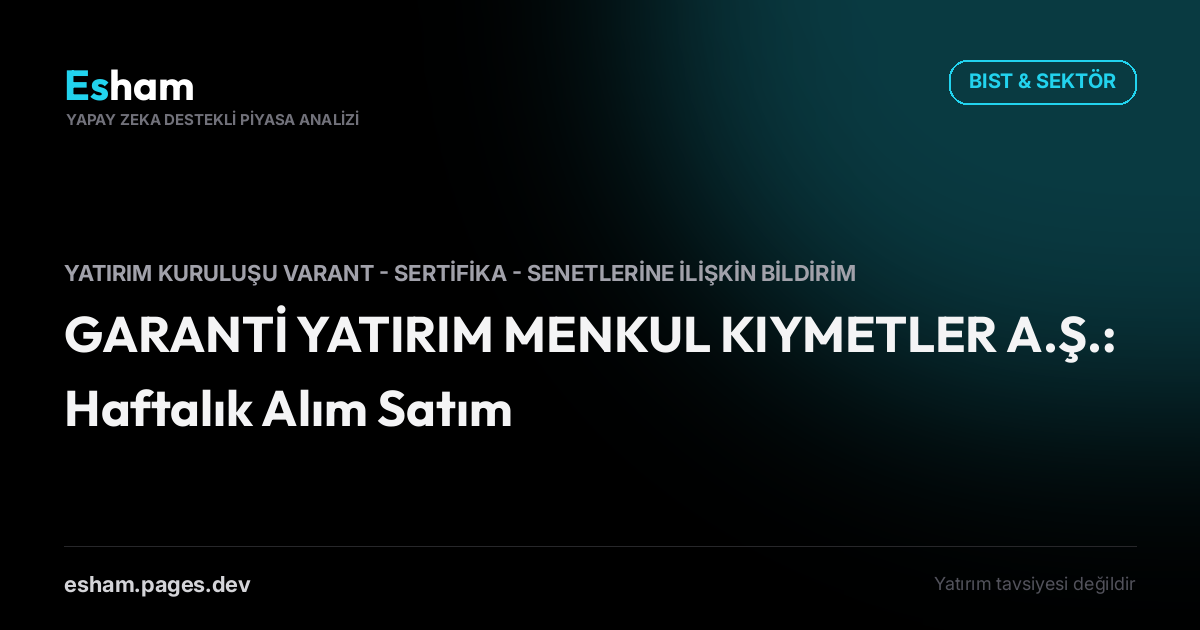 Esham
BIST & SEKTÖR
YAPAY ZEKA DESTEKLİ PİYASA ANALİZİ
YATIRIM KURULUŞU VARANT - SERTİFİKA - SENETLERİNE İLİŞKİN BİLDİRİM
GARANTİ YATIRIM MENKUL KIYMETLER A.Ş.:
Haftalık Alım Satım
esham.pages.dev
Yatırım tavsiyesi değildir